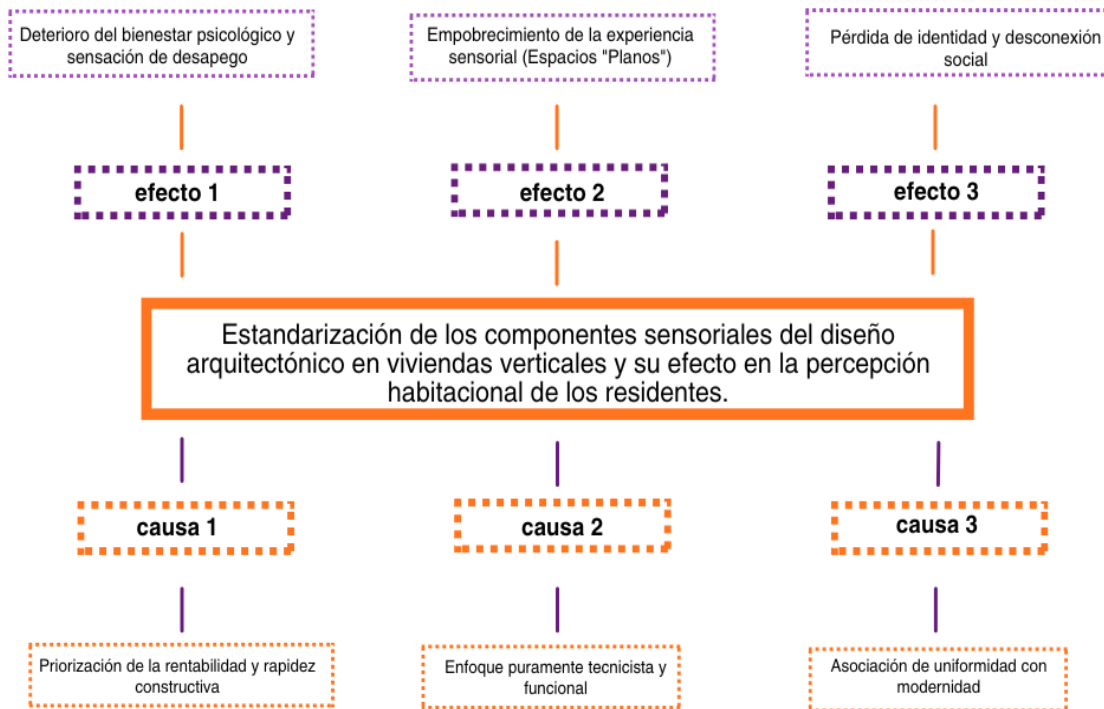 Deterioro del bienestar psicológico y
sensación de desapego
Empobrecimiento de la experiencia
sensorial (Espacios "Planos")
Pérdida de identidad y desconexión
social
efecto 1
efecto 2
efecto 3
Estandarización de los componentes sensoriales del diseño
arquitectónico en viviendas verticales y su efecto en la percepción
habitacional de los residentes.
causa 1
causa 2
causa 3
Priorización de la rentabilidad y rapidez
constructiva
Enfoque puramente tecnicista y
funcional
Asociación de uniformidad con
modernidad